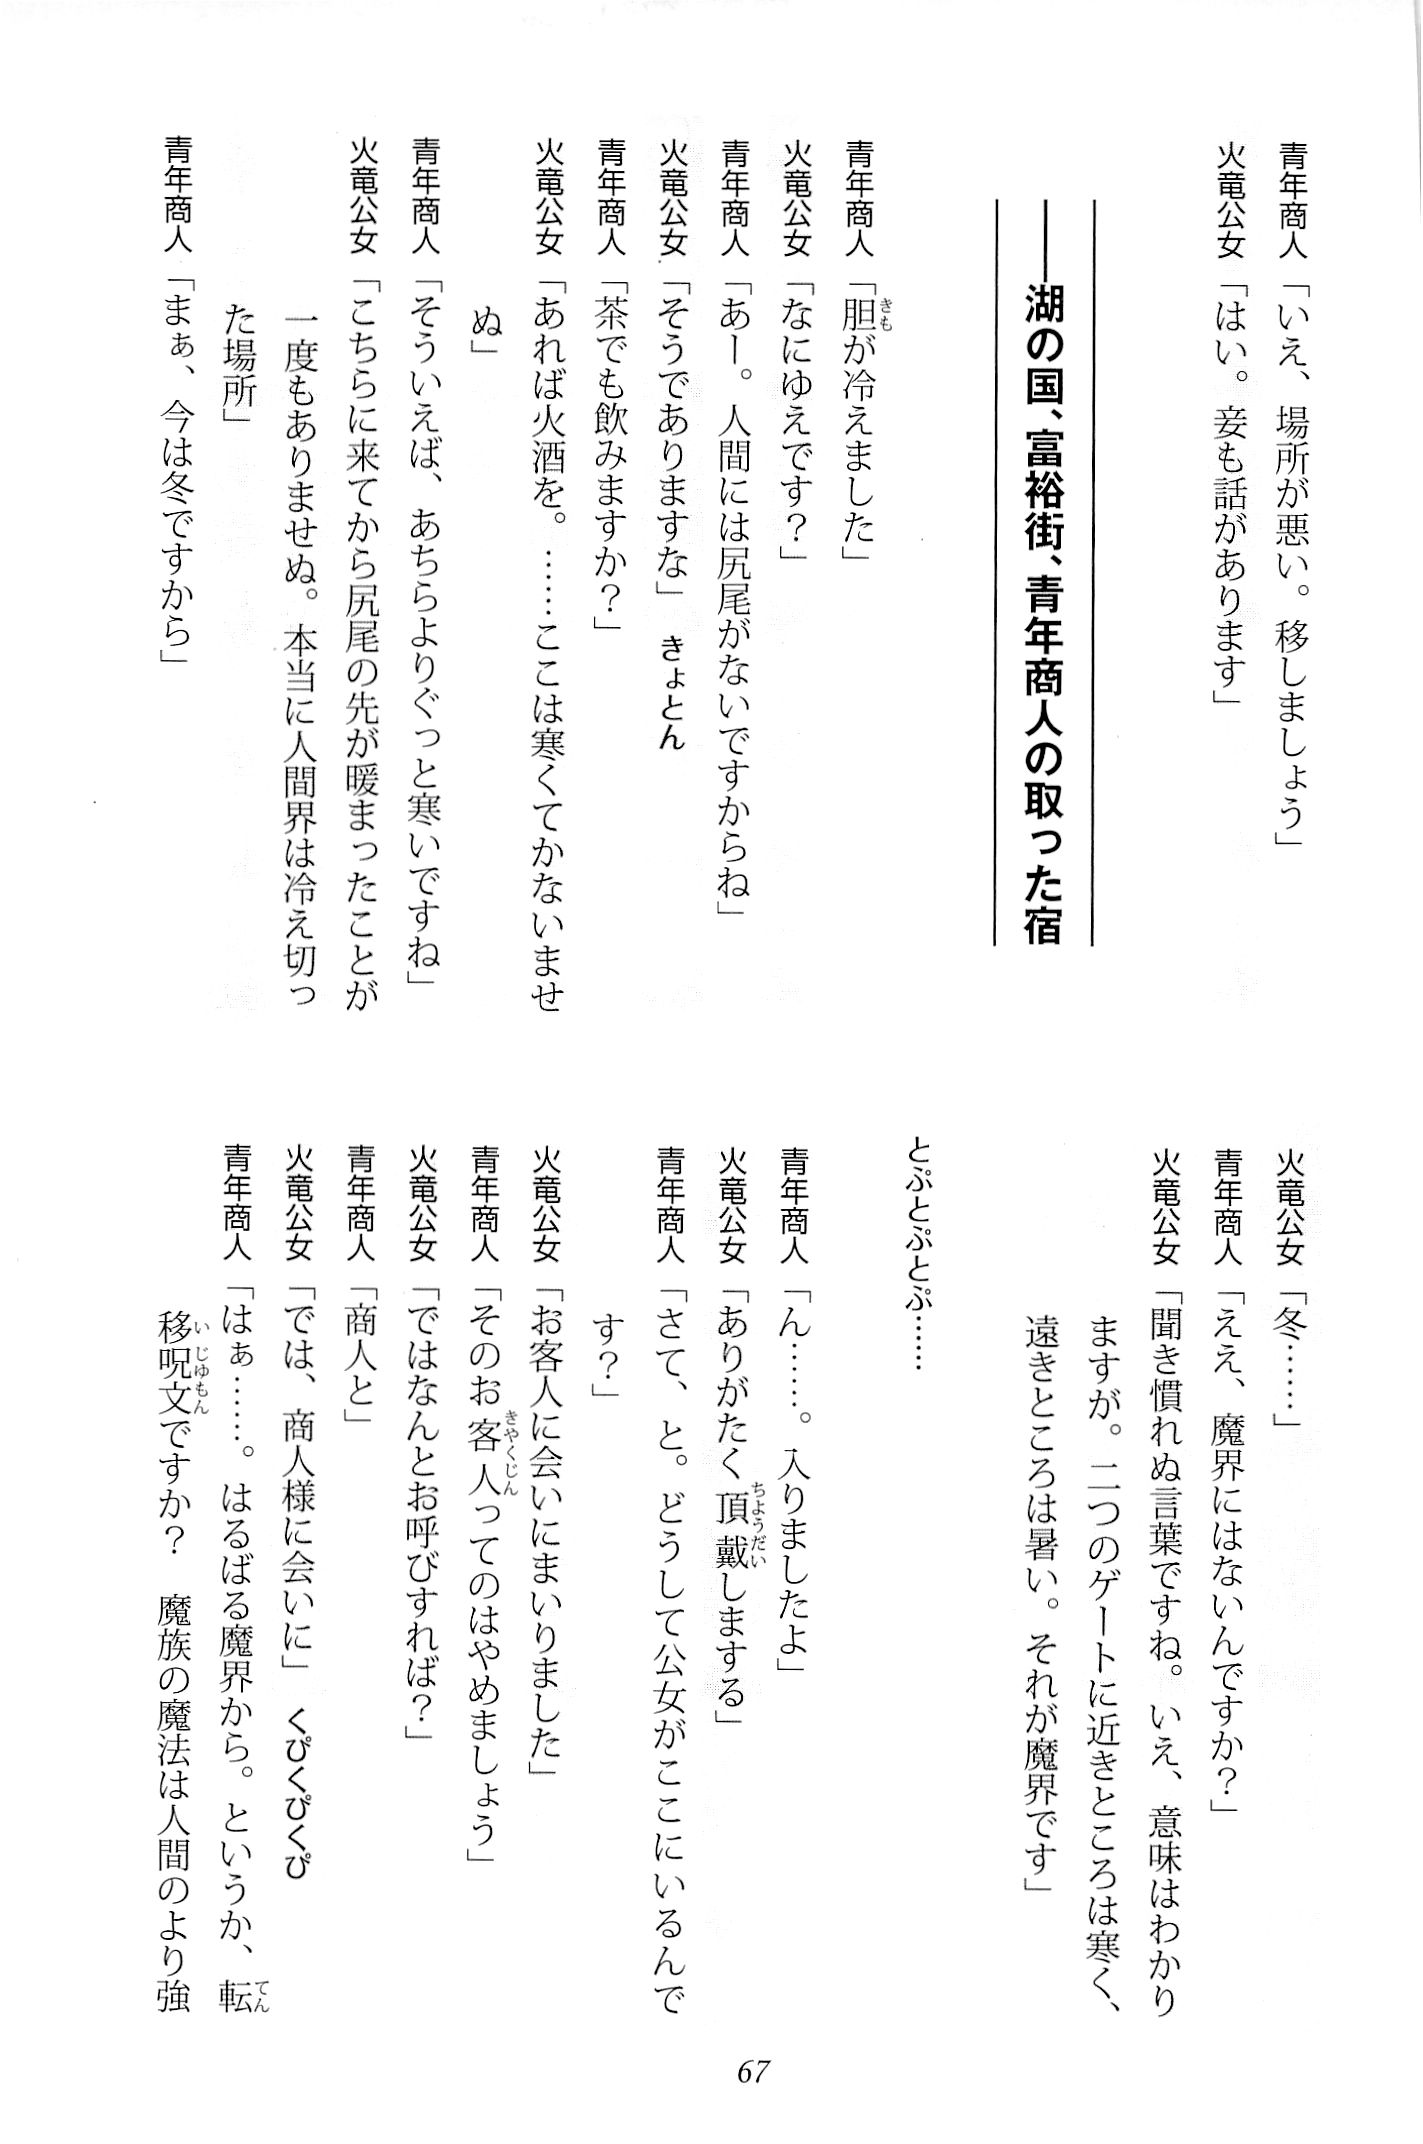 青年商人「いえ、場所が悪い。移しましょう」
火竜公女「はい。妾も話があります」
――湖の国、富裕街、青年商人の取った宿
青年商人「胆が冷えました」
火竜公女「なにゆえです？」
青年商人「あー。人間には尻尾がないですからね」
火竜公女「そうでありますな」　きょとん
青年商人「茶でも飲みますか？」
火竜公女「あれば火酒を。……ここは寒くてかないませ
ぬ」
青年商人「そういえば、あちらよりぐっと寒いですね」
火竜公女「こちらに来てから尻尾の先が暖まったことが
一度もありませぬ。本当に人間界は冷え切っ
た場所」
青年商人「まぁ、今は冬ですから」
火竜公女「冬……」
青年商人「ええ、魔界にはないんですか？」
火竜公女「聞き慣れぬ言葉ですね。いえ、意味はわかり
ますが。二つのゲートに近きところは寒く、
遠きところは暑い。それが魔界です」
とぷとぷとぷ……
青年商人「ん……。入りましたよ」
火竜公女「ありがたく頂戴しまする」
青年商人「さて、と。どうして公女がここにいるんで
す？」
火竜公女「お客人に会いにまいりました」
青年商人「そのお客人ってのはやめましょう」
火竜公女「ではなんとお呼びすれば？」
青年商人「商人と」
火竜公女「では、商人様に会いに」　くぴくぴくぴ
青年商人「はぁ……。はるばる魔界から。というか、転
移呪文ですか？　魔族の魔法は人間のより強
67